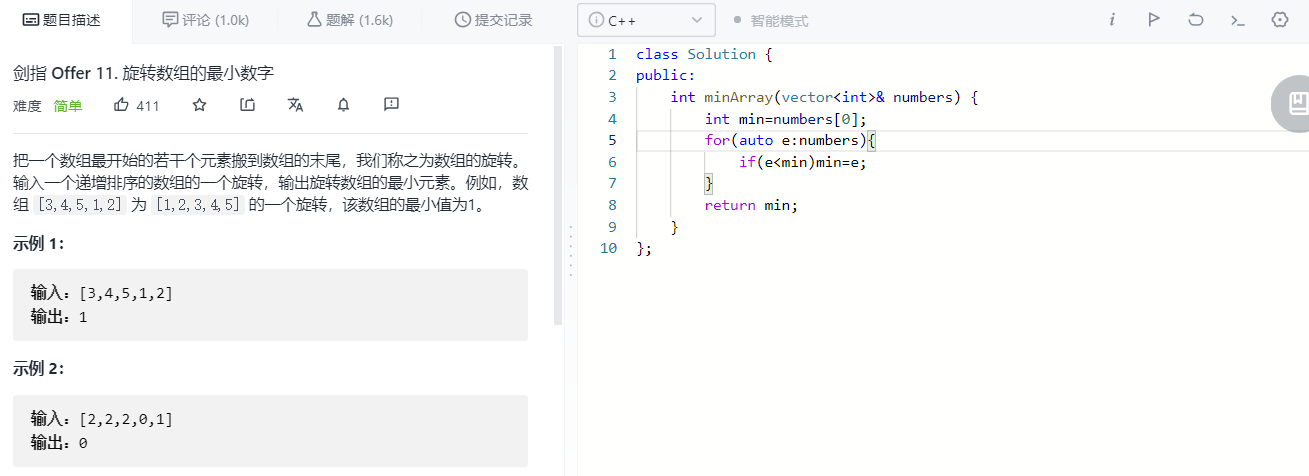 题目描述 评论 (1.0k) 题解 (1.6k) 提交记录
剑指 Offer 11. 旋转数组的最小数字
难度 简单 411
把一个数组最开始的若干个元素搬到数组的末尾，我们称之为数组的旋转。
输入一个递增排序的数组的一个旋转，输出旋转数组的最小元素。例如，数
组 [3,4,5,1,2] 为 [1,2,3,4,5] 的一个旋转，该数组的最小值为1。
示例 1：
输入：[3,4,5,1,2]
输出：1
示例 2：
输入：[2,2,2,0,1]
输出：0
C++ 智能模式
1 class Solution {
2 public:
3     int minArray(vector<int>& numbers) {
4         int min=numbers[0];
5         for(auto e:numbers){
6             if(e<min)min=e;
7         }
8         return min;
9     }
10 };